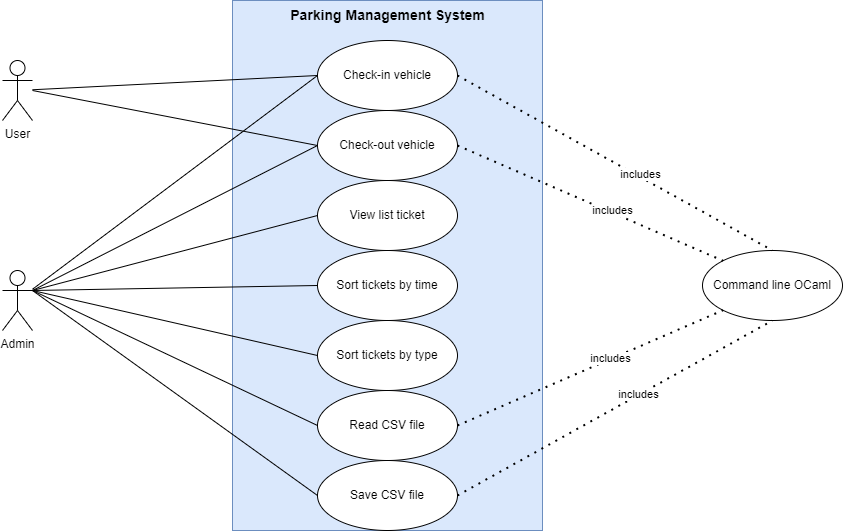 Parking Management System
Check-in vehicle
User
Check-out vehicle
includes
includes
View list ticket
Sort tickets by time
Command line OCaml
Admin
Sort tickets by type
includes
includes
Read CSV file
Save CSV file